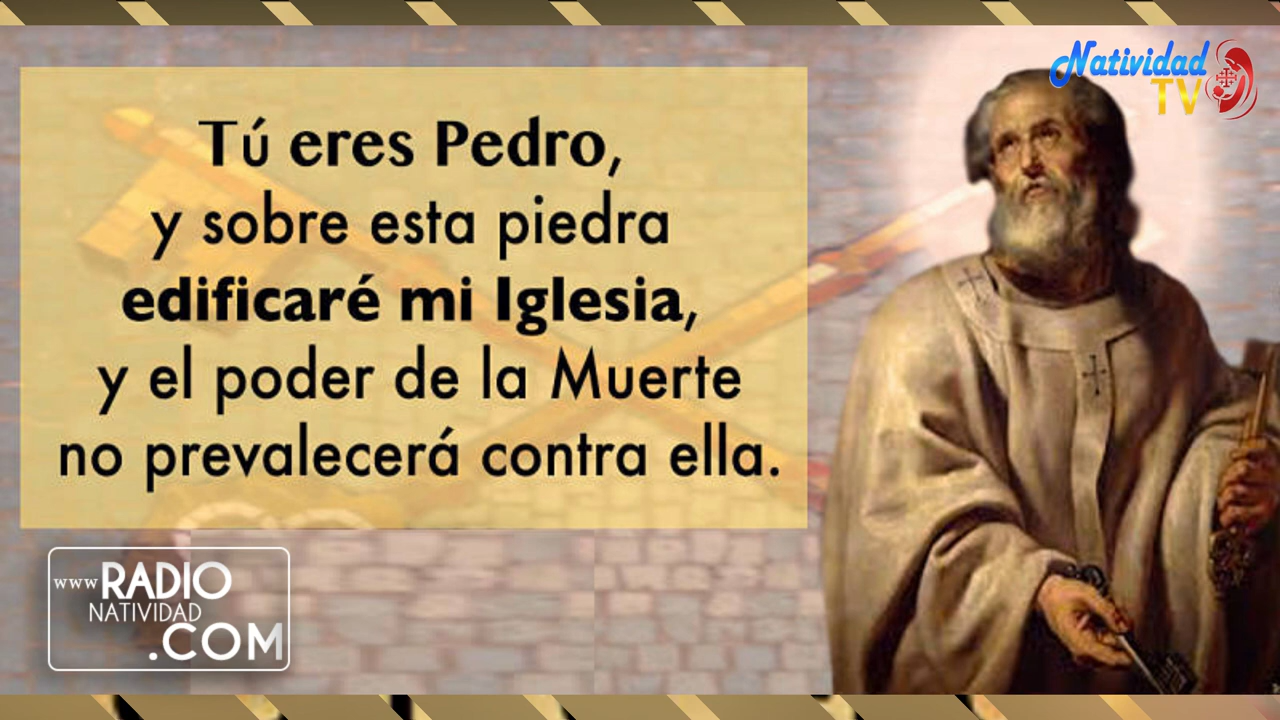 Natividad
TV
Tú eres Pedro,
y sobre esta piedra
edificaré mi Iglesia,
y el poder de la Muerte
no prevalecerá contra ella.
www RADIO
NATIVIDAD
.COM